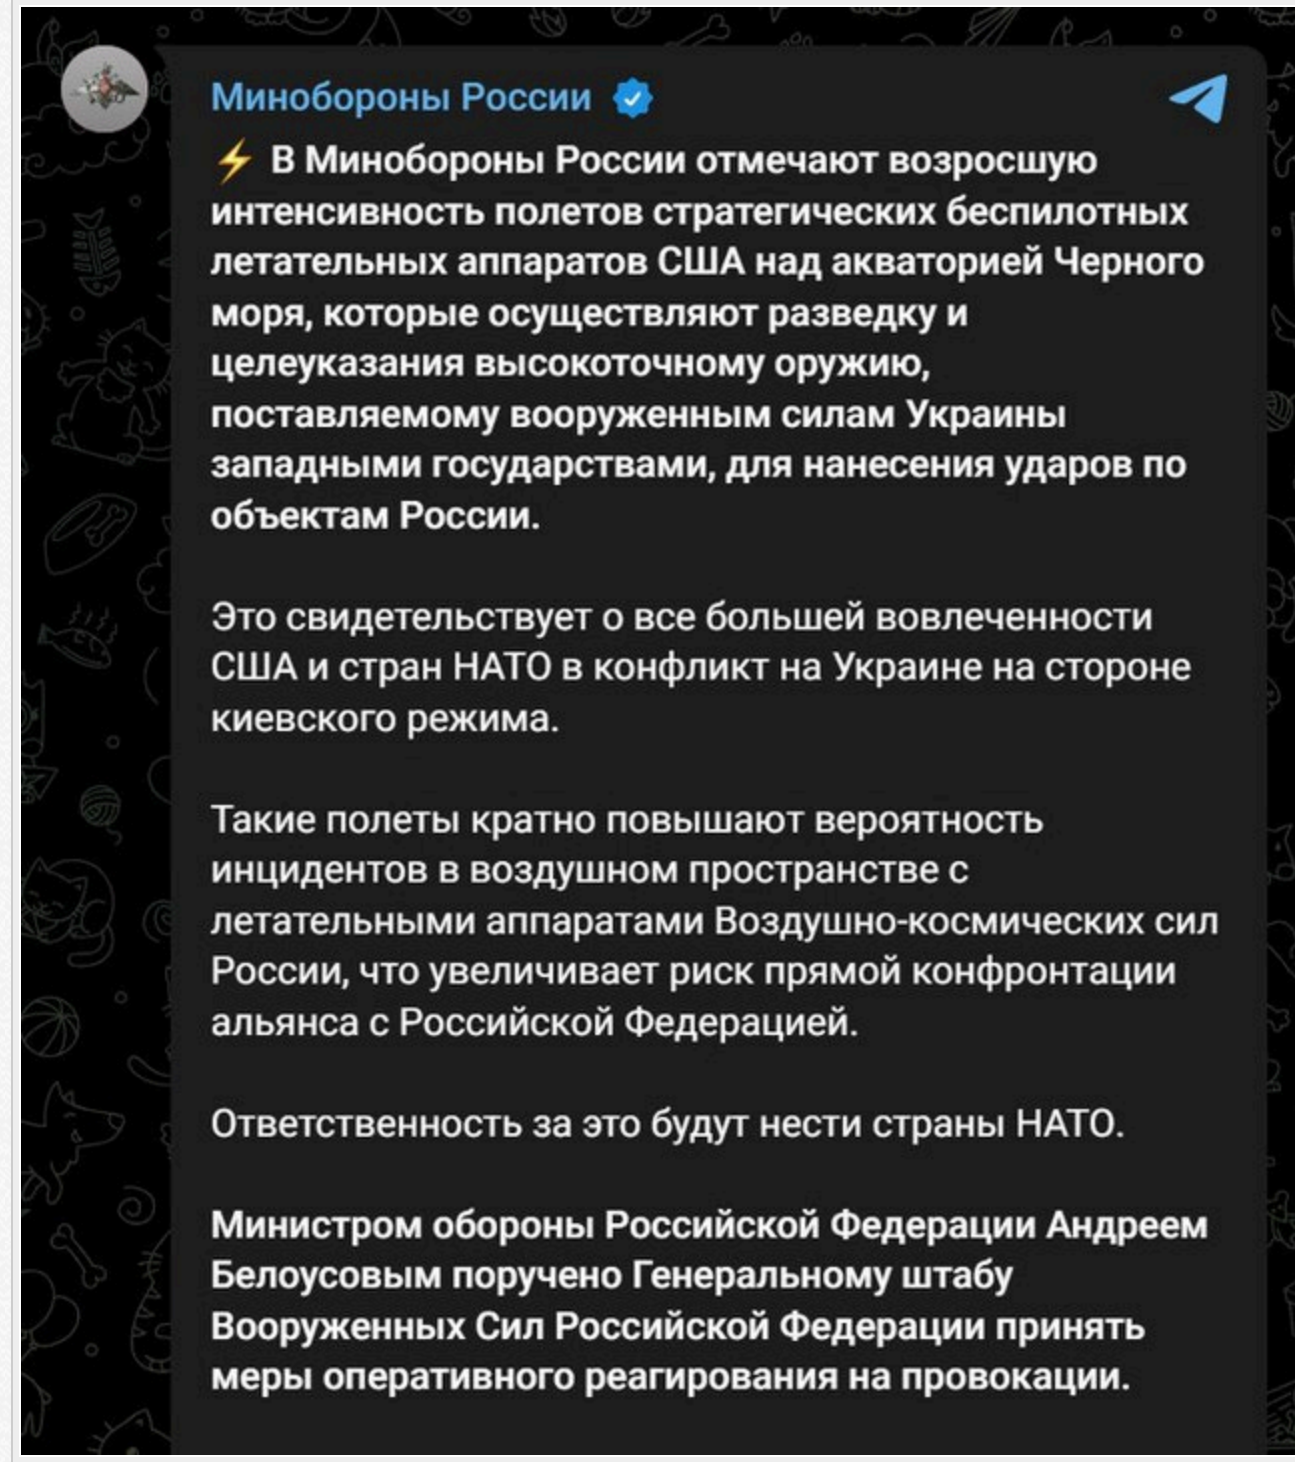 Минобороны России
⚡ В Минобороны России отмечают возросшую
интенсивность полетов стратегических беспилотных
летательных аппаратов США над акваторией Черного
моря, которые осуществляют разведку и
целеуказания высокоточному оружию,
поставляемому вооруженным силам Украины
западными государствами, для нанесения ударов по
объектам России.
Это свидетельствует о все большей вовлеченности
США и стран НАТО в конфликт на Украине на стороне
киевского режима.
Такие полеты кратно повышают вероятность
инцидентов в воздушном пространстве с
летательными аппаратами Воздушно-космических сил
России, что увеличивает риск прямой конфронтации
альянса с Российской Федерацией.
Ответственность за это будут нести страны НАТО.
Министром обороны Российской Федерации Андреем
Белоусовым поручено Генеральному штабу
Вооруженных Сил Российской Федерации принять
меры оперативного реагирования на провокации.